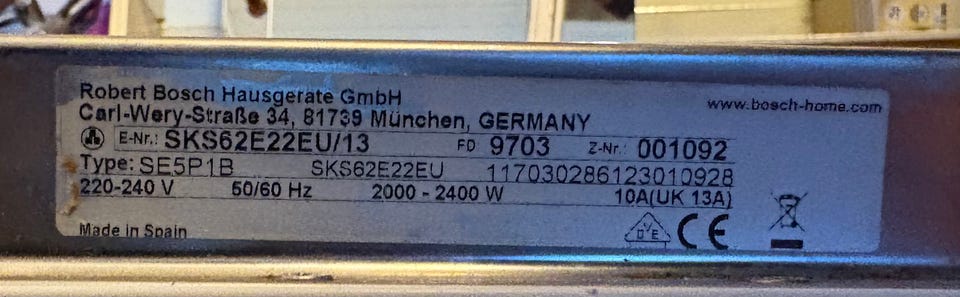 Robert Bosch Hausgeräte GmbH
www.bosch-home.com
Carl-Wery-Straße 34, 81739 München, GERMANY
E-Nr.: SKS62E22EU/13 FD 9703 Z-Nr.: 001092
Type: SE5P1B SKS62E22EU 117030286123010928
220-240 V 50/60 Hz 2000 - 2400 W 10A(UK 13A)
Made in Spain
DVE CE